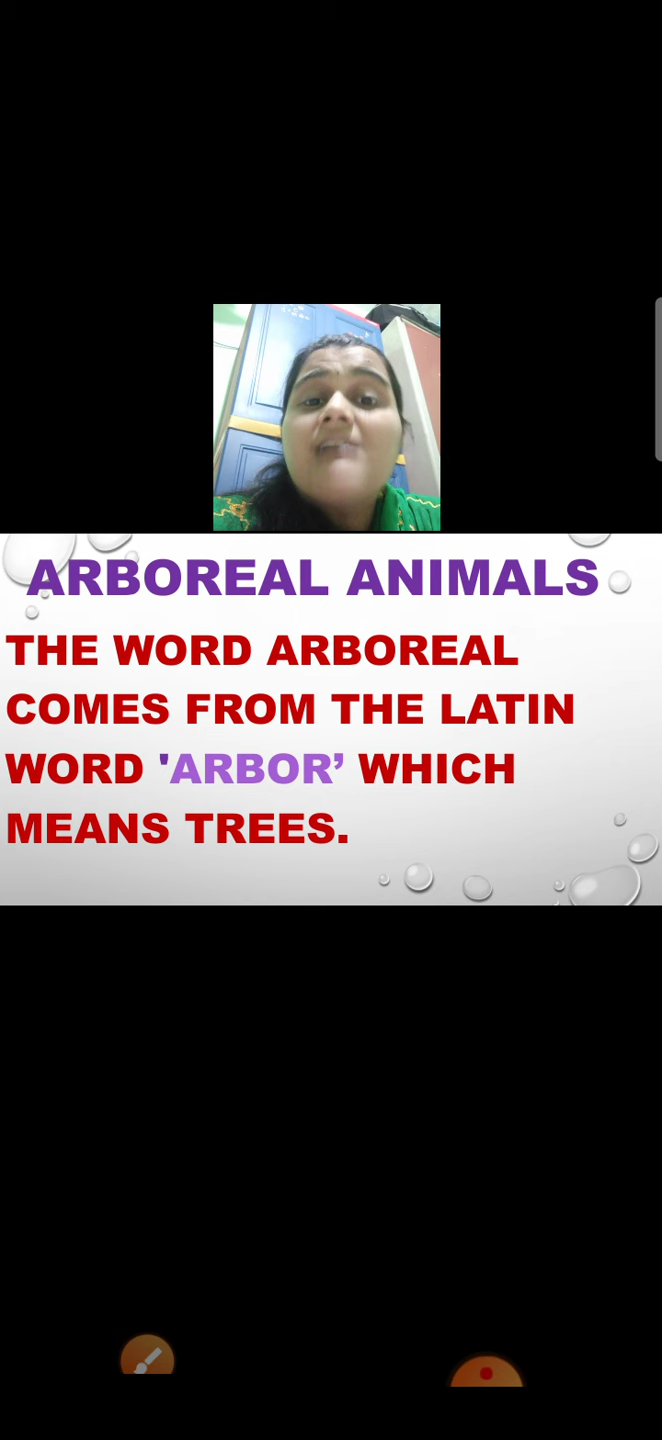 ARBOREAL ANIMALS
THE WORD ARBOREAL
COMES FROM THE LATIN
WORD 'ARBOR’ WHICH
MEANS TREES.